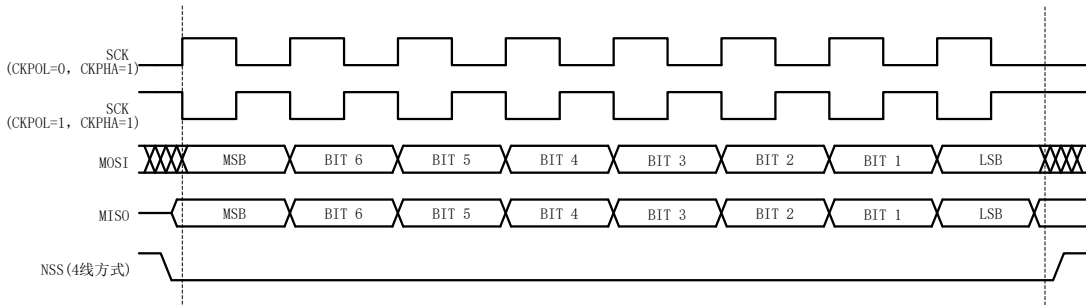 SCK
(CKPOL=0, CKPHA=1)
SCK
(CKPOL=1, CKPHA=1)
MOSI MSB BIT 6 BIT 5 BIT 4 BIT 3 BIT 2 BIT 1 LSB
MISO MSB BIT 6 BIT 5 BIT 4 BIT 3 BIT 2 BIT 1 LSB
NSS(4线方式)